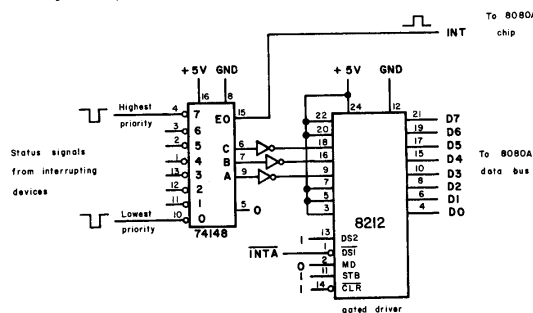 To 8080A
INT chip
+5V GND
+5V GND
16 8
24 12
Highest priority
4 7 EO 15
3 6
2 5
1 4
13 3
12 2
11 1
10 0
C 6
B 7
A 9
5 0
Status signals
from interrupting
devices
Lowest priority
74148
22
20
18
16
9
7
5
3
21 D7
19 D6
17 D5
15 D4
10 D3
8 D2
6 D1
4 D0
To 8080A
data bus
8212
1 13 DS2
INTA 1 DS1
0 2 MD
1 11 STB
1 14 CLR
gated driver